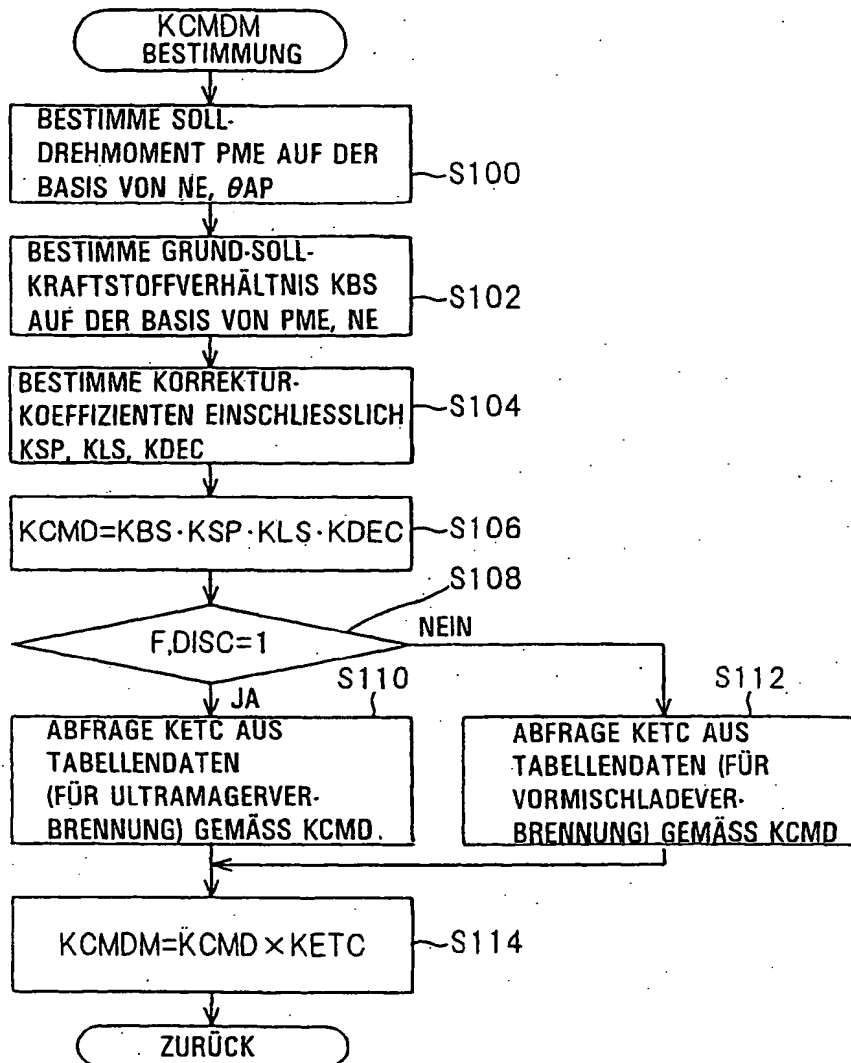 KCMDM
BESTIMMUNG
BESTIMME SOLL-
DREHMOMENT PME AUF DER
BASIS VON NE, θAP
S100
BESTIMME GRUND-SOLL-
KRAFTSTOFFVERHÄLTNIS KBS
AUF DER BASIS VON PME, NE
S102
BESTIMME KORREKTUR-
KOEFFIZIENTEN EINSCHLIESSLICH
KSP, KLS, KDEC
S104
KCMD=KBS·KSP·KLS·KDEC
S106
S108
F,DISC=1
NEIN
JA
S110
ABFRAGE KETC AUS
TABELLENDATEN
(FÜR ULTRAMAGERVER-
BRENNUNG) GEMÄSS KCMD.
S112
ABFRAGE KETC AUS
TABELLENDATEN (FÜR
VORMISCHLADEVER-
BRENNUNG) GEMÄSS KCMD
KCMDM=KCMD×KETC
S114
ZURÜCK